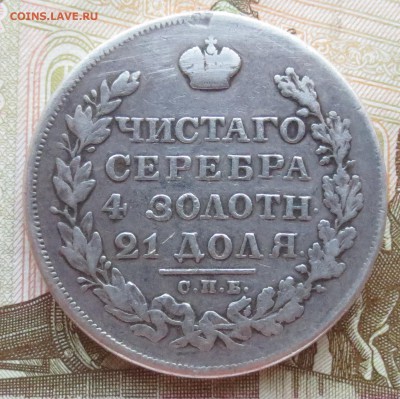 COINS.LAVE.RU
ЧИСТАГО
СЕРЕБРА
4 ЗОЛОТН.
21 ДОЛЯ.
С.П.Б.